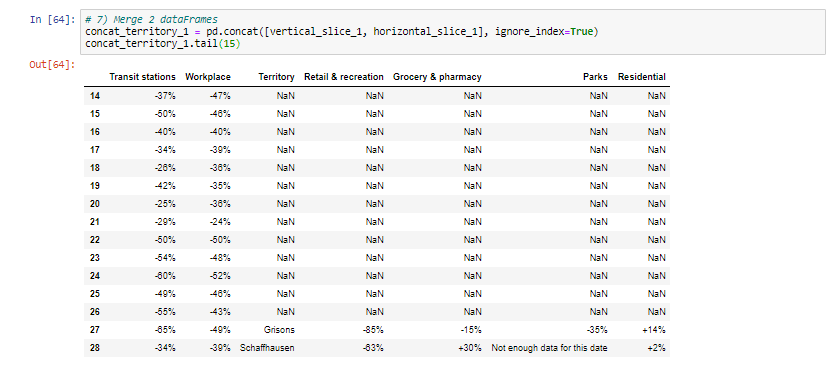 In [64]: # 7) Merge 2 dataFrames
concat_territory_1 = pd.concat([vertical_slice_1, horizontal_slice_1], ignore_index=True)
concat_territory_1.tail(15)
Out[64]:
Transit stations Workplace Territory Retail & recreation Grocery & pharmacy Parks Residential
14 -37% -47% NaN NaN NaN NaN NaN
15 -50% -46% NaN NaN NaN NaN NaN
16 -40% -40% NaN NaN NaN NaN NaN
17 -34% -39% NaN NaN NaN NaN NaN
18 -26% -36% NaN NaN NaN NaN NaN
19 -42% -35% NaN NaN NaN NaN NaN
20 -25% -36% NaN NaN NaN NaN NaN
21 -29% -24% NaN NaN NaN NaN NaN
22 -50% -50% NaN NaN NaN NaN NaN
23 -54% -48% NaN NaN NaN NaN NaN
24 -60% -52% NaN NaN NaN NaN NaN
25 -49% -46% NaN NaN NaN NaN NaN
26 -55% -43% NaN NaN NaN NaN NaN
27 -65% -49% Grisons -85% -15% -35% +14%
28 -34% -39% Schaffhausen -63% +30% Not enough data for this date +2%